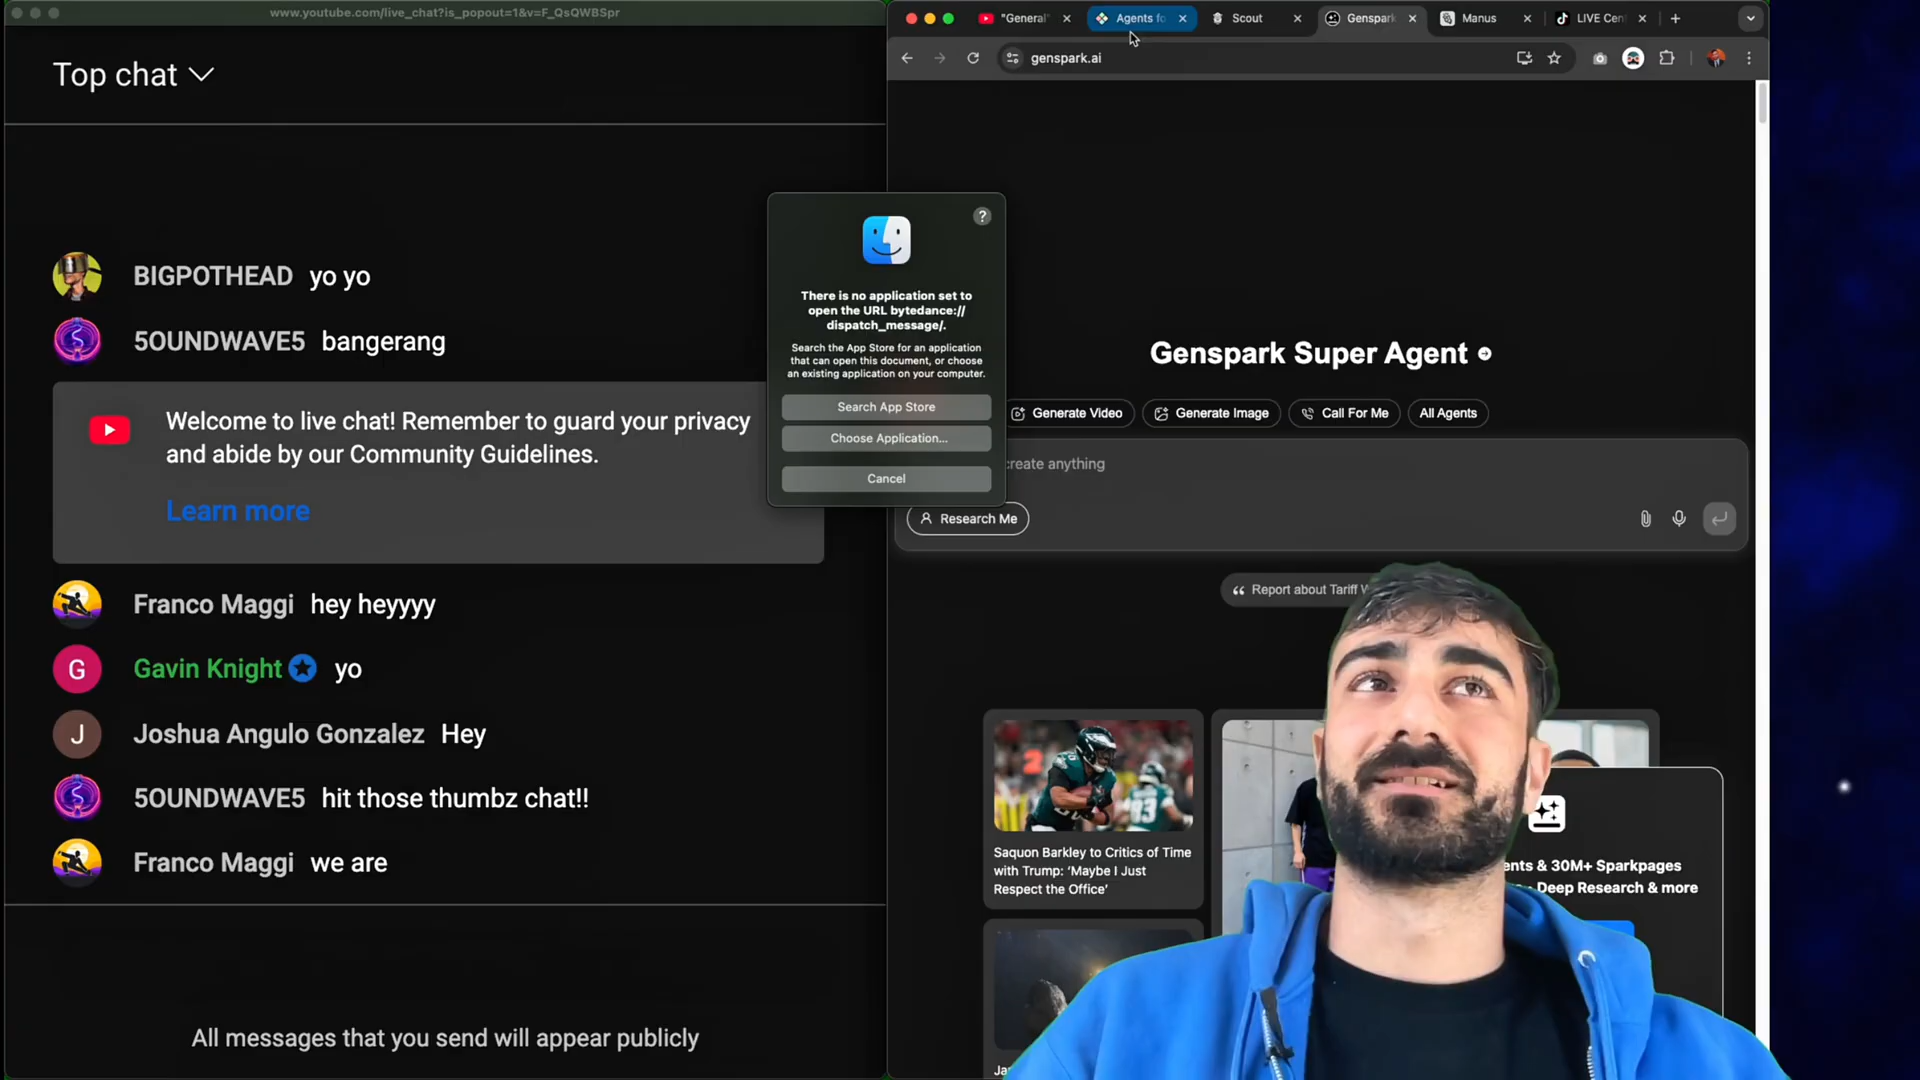 www.youtube.com/live_chat?is_popout=1&v=F_QsQWBSpr
Top chat
BIGPOTHEAD yo yo
5OUNDWAVE5 bangerang
Welcome to live chat! Remember to guard your privacy
and abide by our Community Guidelines.
Learn more
Franco Maggi hey heyyyy
G
Gavin Knight yo
J
Joshua Angulo Gonzalez Hey
5OUNDWAVE5 hit those thumbz chat!!
Franco Maggi we are
All messages that you send will appear publicly
?
There is no application set to
open the URL bytedance://
dispatch_message/.
Search the App Store for an application
that can open this document, or choose
an existing application on your computer.
Search App Store
Choose Application...
Cancel
"General"
Agents fo
Scout
Genspark
Manus
LIVE Cen
genspark.ai
Genspark Super Agent
Generate Video
Generate Image
Call For Me
All Agents
create anything
Research Me
Report about Tariff W
Saquon Barkley to Critics of Time
with Trump: 'Maybe I Just
Respect the Office'
ents & 30M+ Sparkpages
Deep Research & more